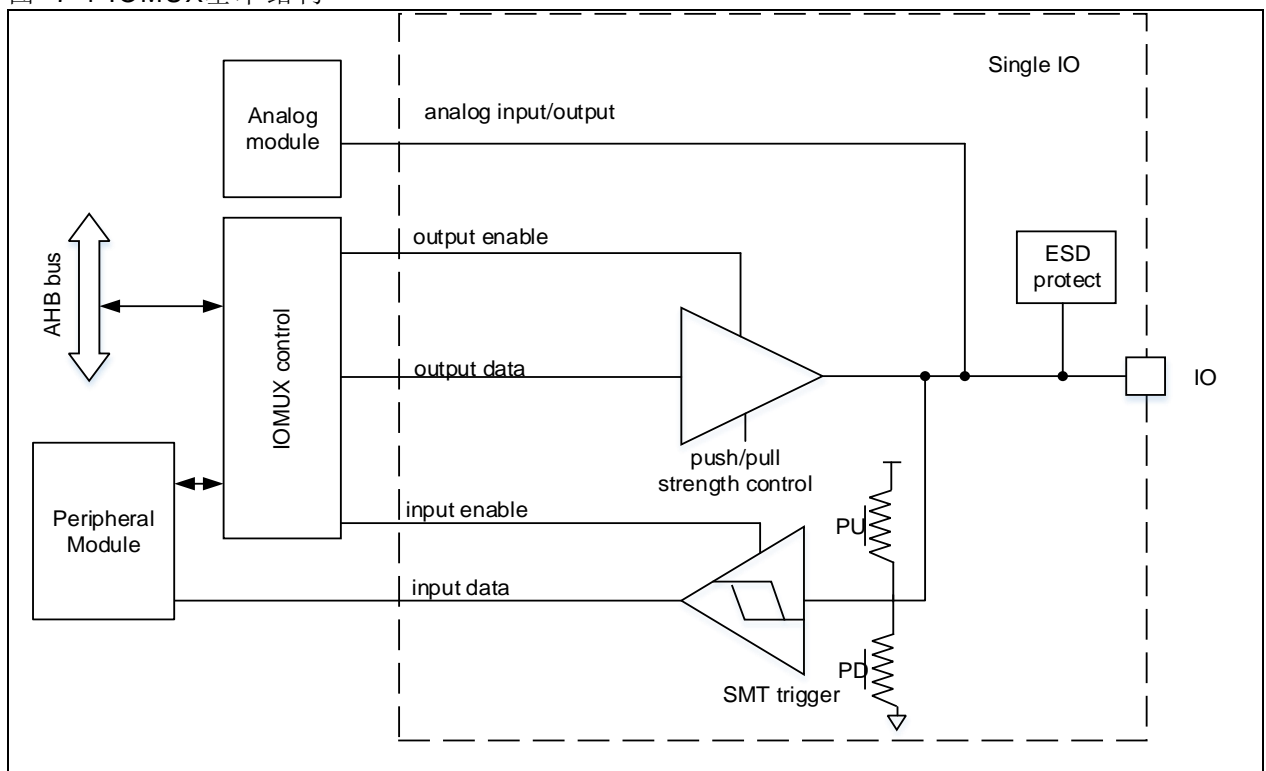 Single IO
Analog
module
analog input/output
output enable
ESD
protect
AHB bus
IOMUX control
output data
IO
push/pull
strength control
input enable
PU
Peripheral
Module
input data
PD
SMT trigger